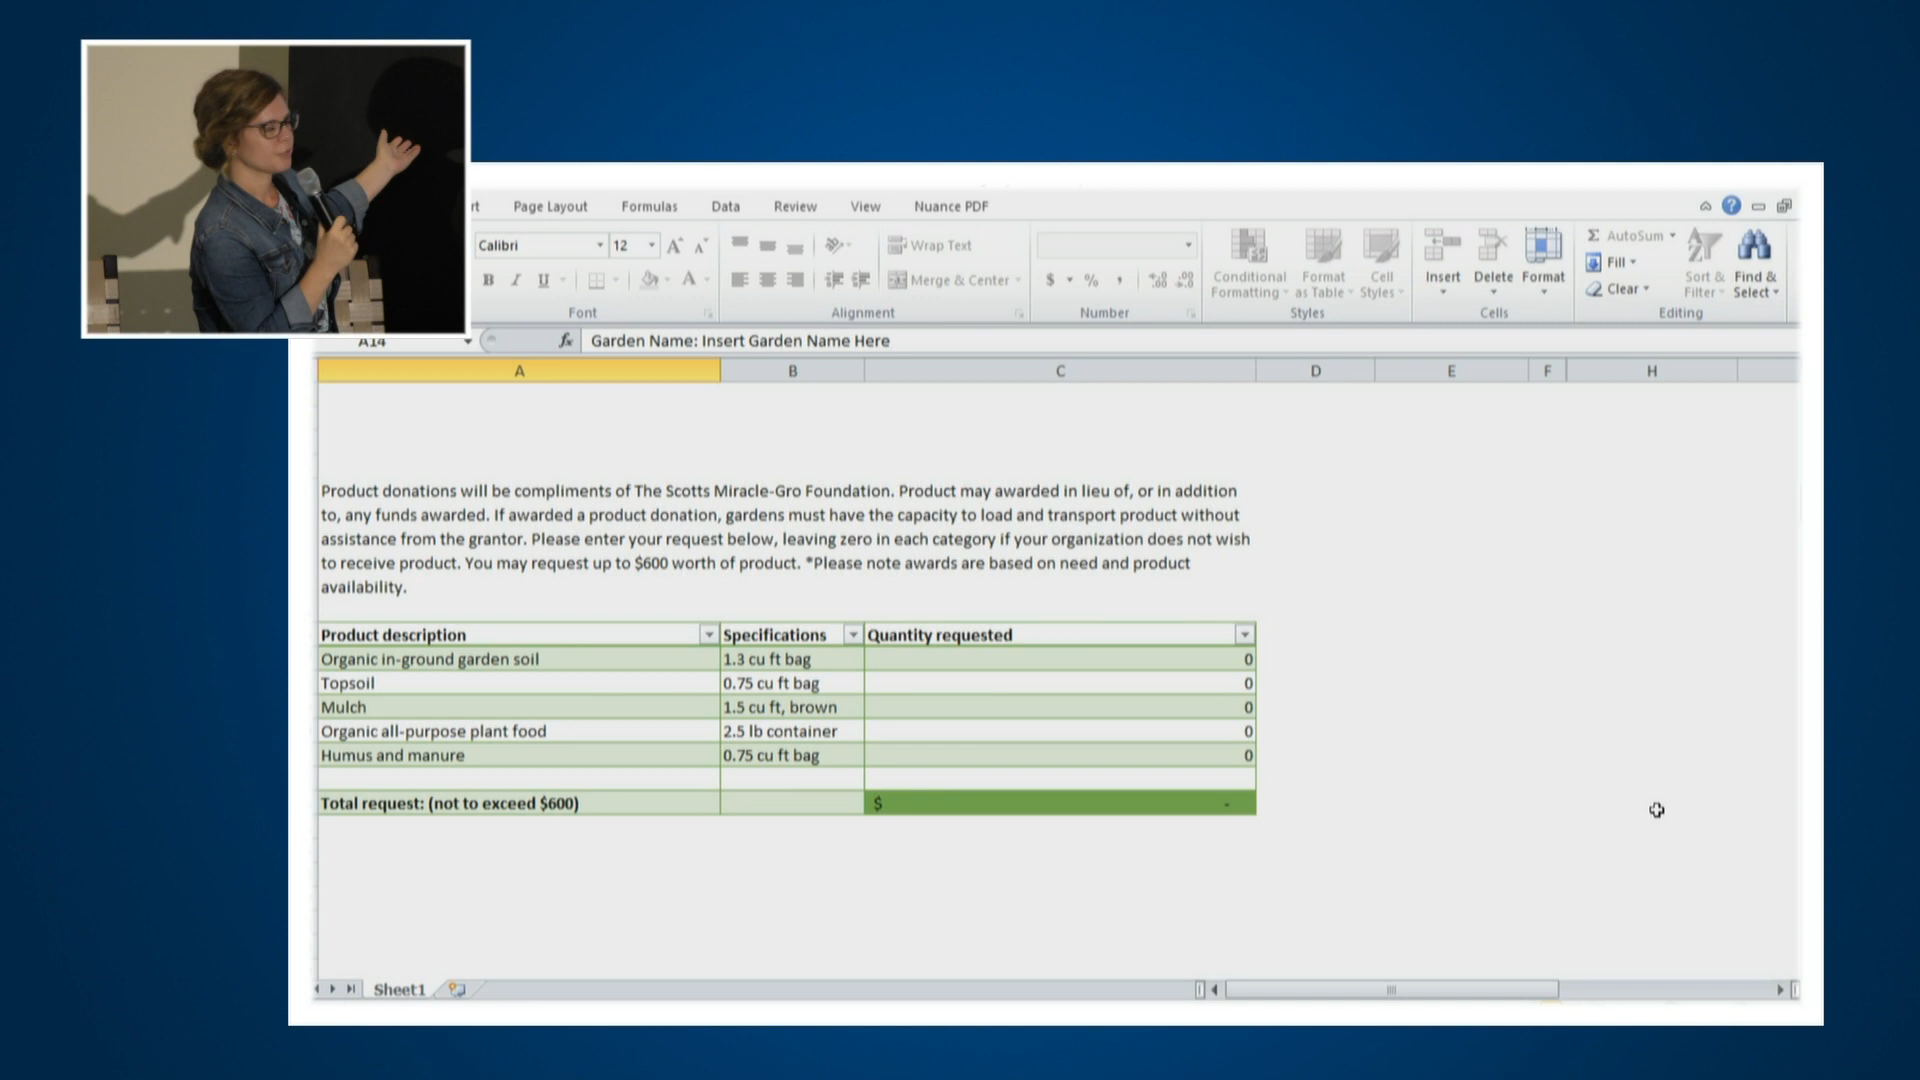 rt Page Layout Formulas Data Review View Nuance PDF
Calibri 12 A A Wrap Text
B I U A Merge & Center $ % , .0 .00 .00 .0
Conditional Formatting Format as Table Cell Styles
Insert Delete Format
Σ AutoSum
Fill
Clear
Sort & Filter Find & Select
Font Alignment Number Styles Cells Editing
A14 fx Garden Name: Insert Garden Name Here
A B C D E F H
Product donations will be compliments of The Scotts Miracle-Gro Foundation. Product may awarded in lieu of, or in addition
to, any funds awarded. If awarded a product donation, gardens must have the capacity to load and transport product without
assistance from the grantor. Please enter your request below, leaving zero in each category if your organization does not wish
to receive product. You may request up to $600 worth of product. *Please note awards are based on need and product
availability.
Product description Specifications Quantity requested
Organic in-ground garden soil 1.3 cu ft bag 0
Topsoil 0.75 cu ft bag 0
Mulch 1.5 cu ft, brown 0
Organic all-purpose plant food 2.5 lb container 0
Humus and manure 0.75 cu ft bag 0
Total request: (not to exceed $600) $ -
Sheet1